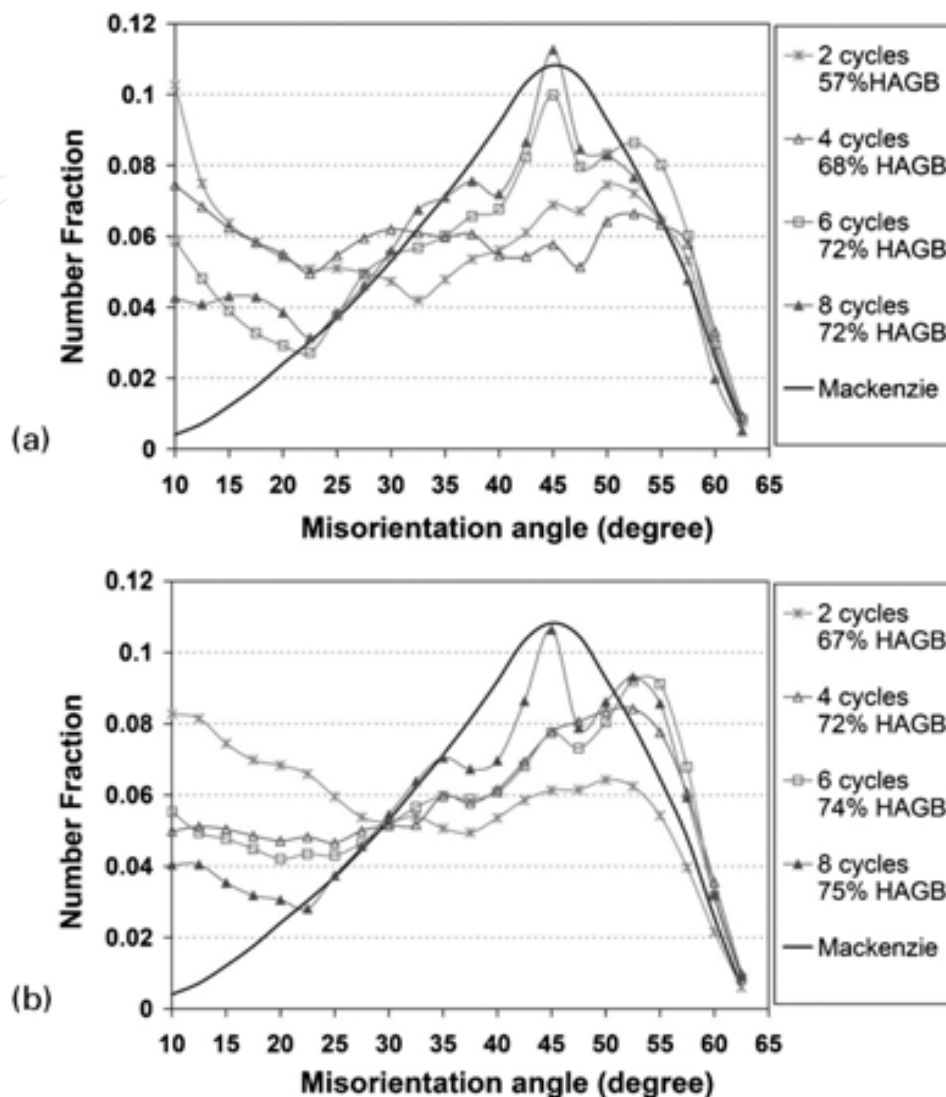 0.12
0.1
0.08
0.06
0.04
0.02
0
Number Fraction
10 15 20 25 30 35 40 45 50 55 60 65
Misorientation angle (degree)
2 cycles
57%HAGB
4 cycles
68% HAGB
6 cycles
72% HAGB
8 cycles
72% HAGB
Mackenzie
(a)
0.12
0.1
0.08
0.06
0.04
0.02
0
Number Fraction
10 15 20 25 30 35 40 45 50 55 60 65
Misorientation angle (degree)
2 cycles
67% HAGB
4 cycles
72% HAGB
6 cycles
74% HAGB
8 cycles
75% HAGB
Mackenzie
(b)